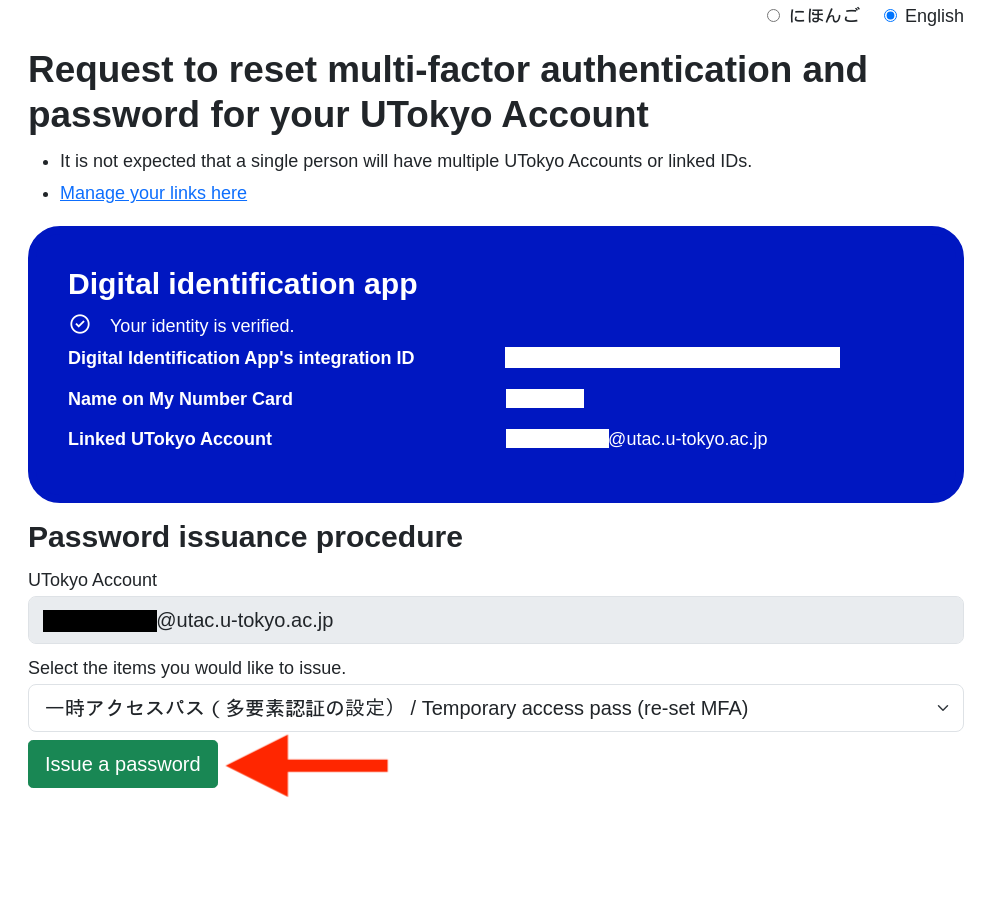 にほんご English
Request to reset multi-factor authentication and
password for your UTokyo Account
It is not expected that a single person will have multiple UTokyo Accounts or linked IDs.
Manage your links here
Digital identification app
Your identity is verified.
Digital Identification App's integration ID
Name on My Number Card
Linked UTokyo Account @utac.u-tokyo.ac.jp
Password issuance procedure
UTokyo Account
@utac.u-tokyo.ac.jp
Select the items you would like to issue.
一時アクセスパス（多要素認証の設定） / Temporary access pass (re-set MFA)
Issue a password